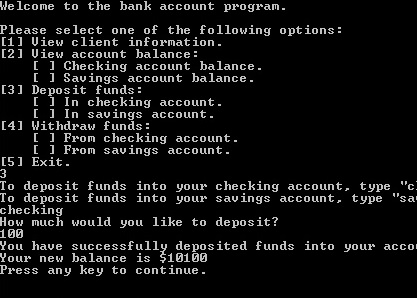 Welcome to the bank account program.
Please select one of the following options:
[1] View client information.
[2] View account balance:
[ ] Checking account balance.
[ ] Savings account balance.
[3] Deposit funds:
[ ] In checking account.
[ ] In savings account.
[4] Withdraw funds:
[ ] From checking account.
[ ] From savings account.
[5] Exit.
3
To deposit funds into your checking account, type "c
To deposit funds into your savings account, type "sa
checking
How much would you like to deposit?
100
You have successfully deposited funds into your acco
Your new balance is $10100
Press any key to continue.